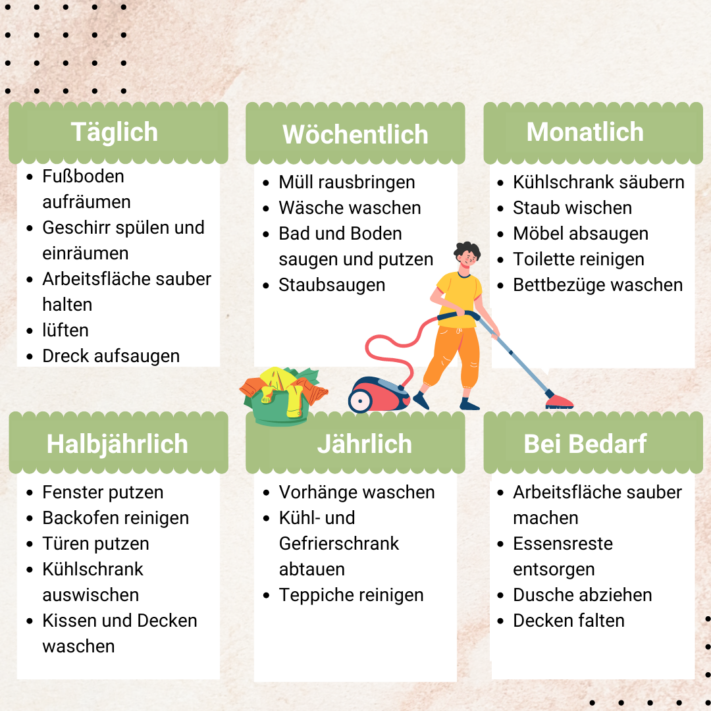 Täglich
Fußboden
aufräumen
Geschirr spülen und
einräumen
Arbeitsfläche sauber
halten
lüften
Dreck aufsaugen
Wöchentlich
Müll rausbringen
Wäsche waschen
Bad und Boden
saugen und putzen
Staubsaugen
Monatlich
Kühlschrank säubern
Staub wischen
Möbel absaugen
Toilette reinigen
Bettbezüge waschen
Halbjährlich
Fenster putzen
Backofen reinigen
Türen putzen
Kühlschrank
auswischen
Kissen und Decken
waschen
Jährlich
Vorhänge waschen
Kühl- und
Gefrierschrank
abtauen
Teppiche reinigen
Bei Bedarf
Arbeitsfläche sauber
machen
Essensreste
entsorgen
Dusche abziehen
Decken falten